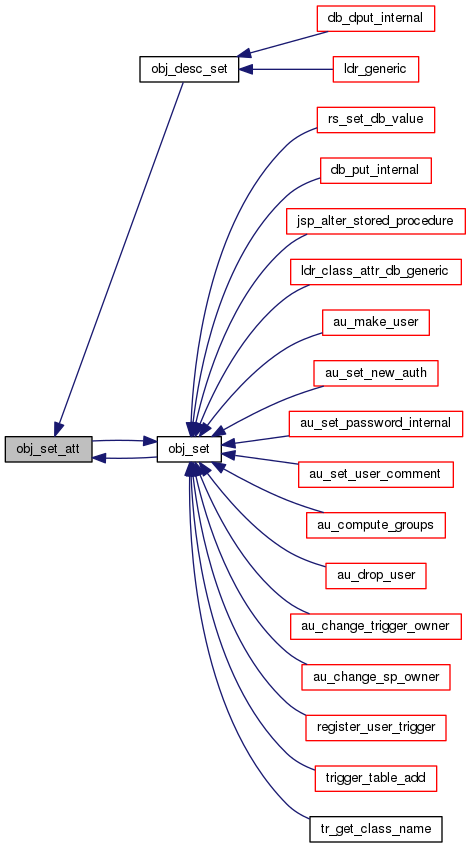 db_dput_internal
obj_desc_set
ldr_generic
rs_set_db_value
db_put_internal
jsp_alter_stored_procedure
ldr_class_attr_db_generic
au_make_user
au_set_new_auth
au_set_password_internal
obj_set_att
obj_set
au_set_user_comment
au_compute_groups
au_drop_user
au_change_trigger_owner
au_change_sp_owner
register_user_trigger
trigger_table_add
tr_get_class_name